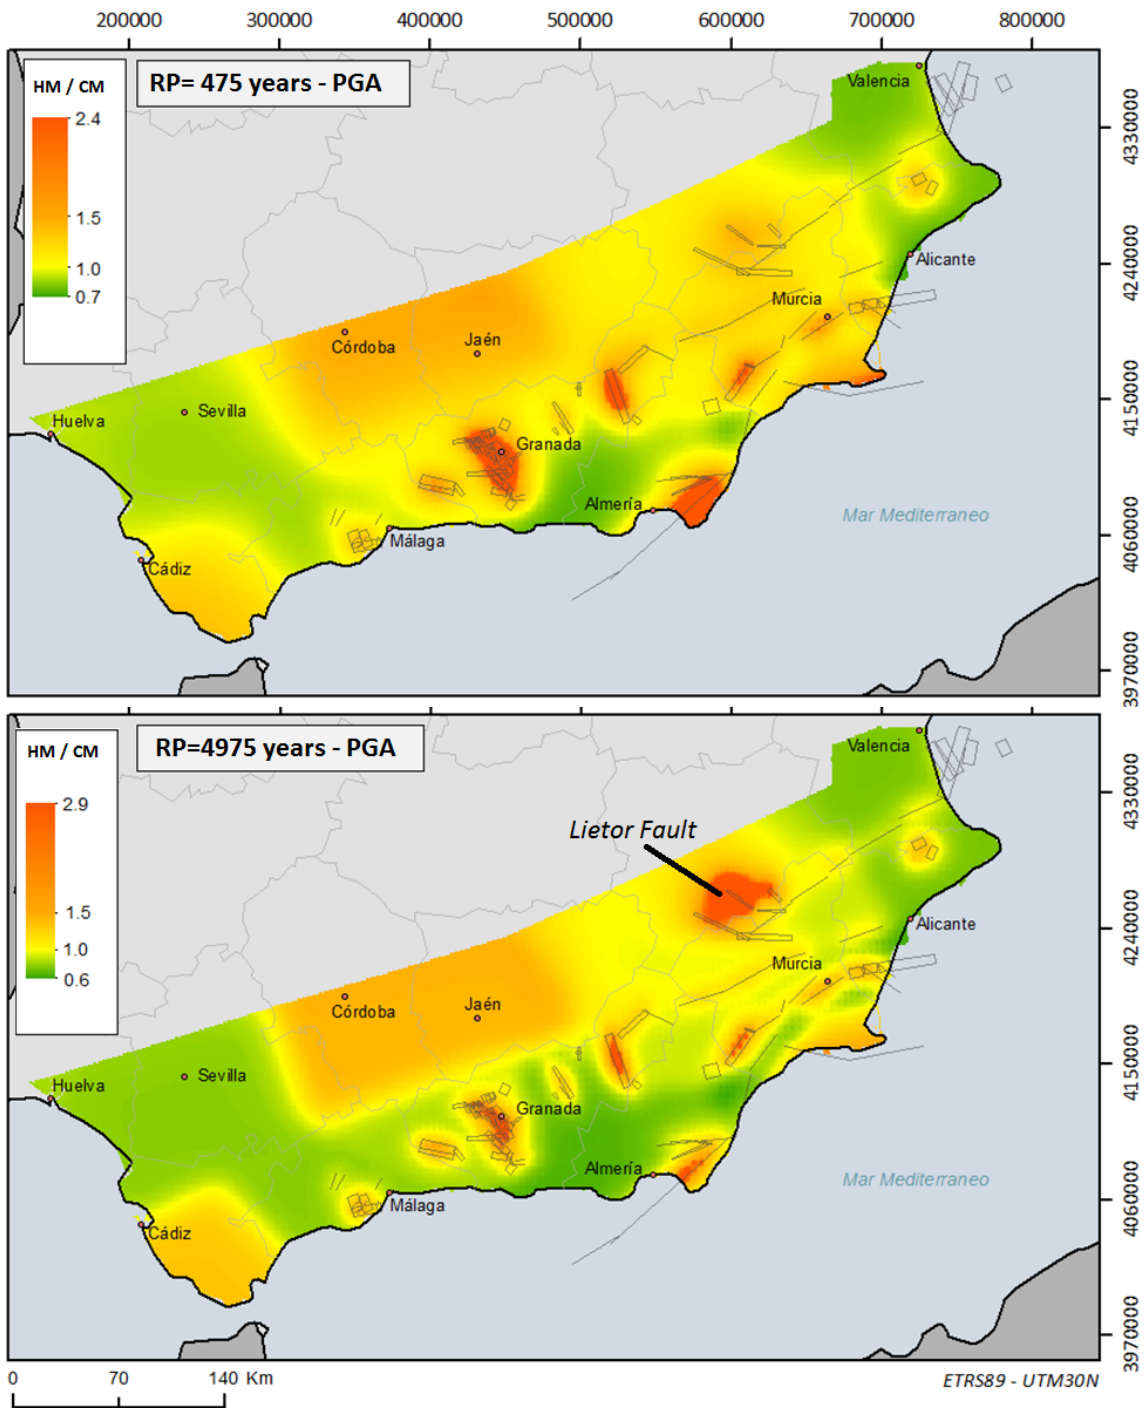 200000 300000 400000 500000 600000 700000 800000
HM / CM
RP= 475 years - PGA
2.4
1.5
1.0
0.7
Valencia
Alicante
Murcia
Córdoba
Jaén
Huelva
Sevilla
Granada
Almería
Málaga
Cádiz
Mar Mediterraneo
4330000
4240000
4150000
4060000
3970000
HM / CM
RP=4975 years - PGA
2.9
1.5
1.0
0.6
Lietor Fault
Valencia
Alicante
Murcia
Córdoba
Jaén
Huelva
Sevilla
Granada
Almería
Málaga
Cádiz
Mar Mediterraneo
4330000
4240000
4150000
4060000
3970000
0 70 140 Km
ETRS89 - UTM30N